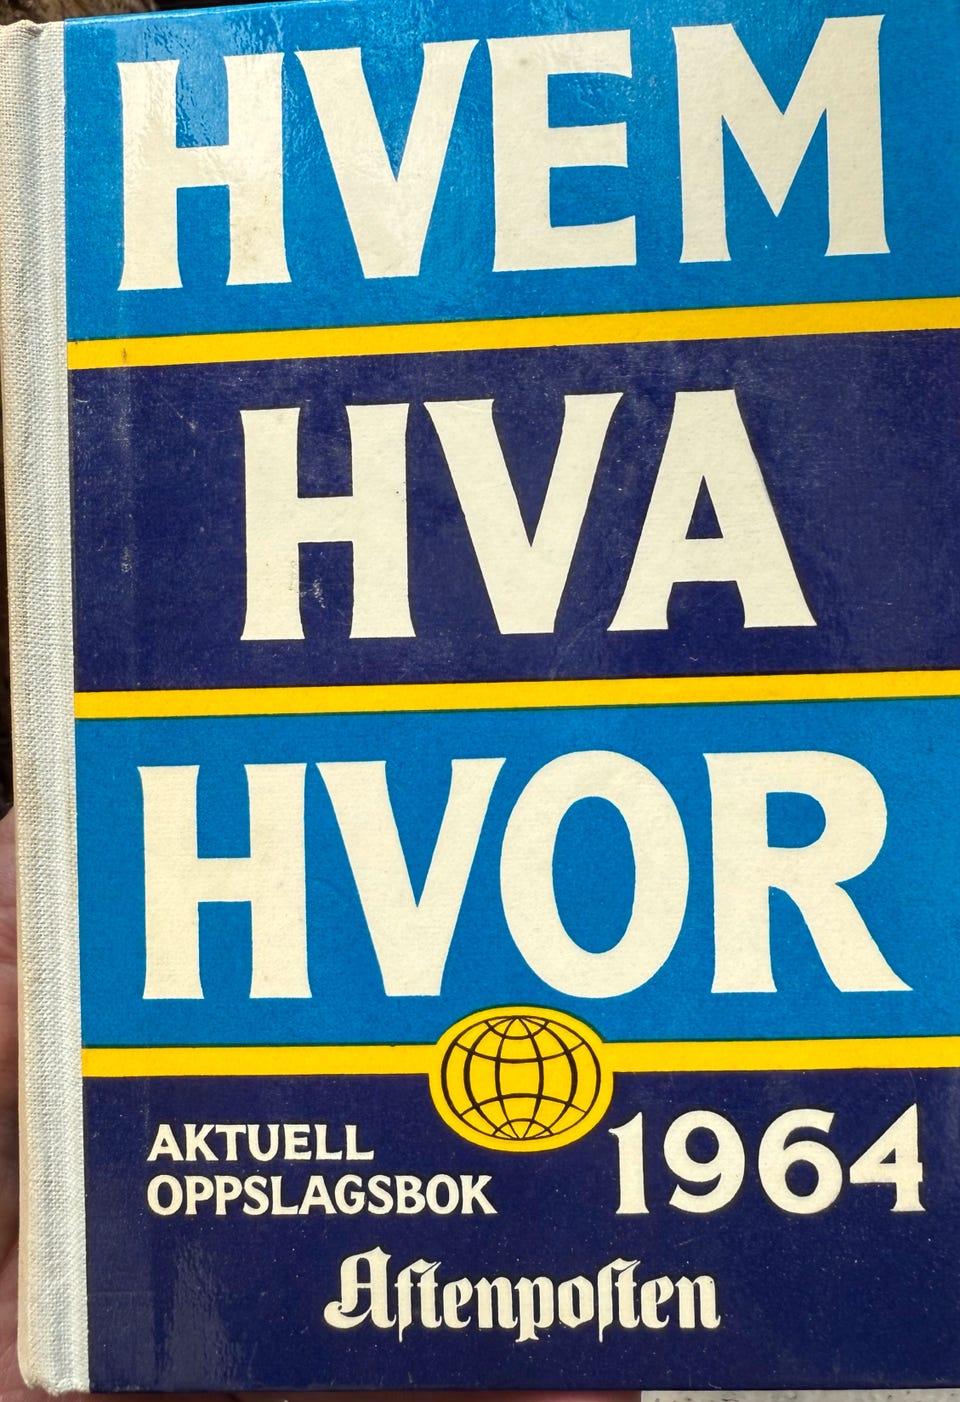 HVEM
HVA
HVOR
AKTUELL
OPPSLAGSBOK
1964
Aftenposten